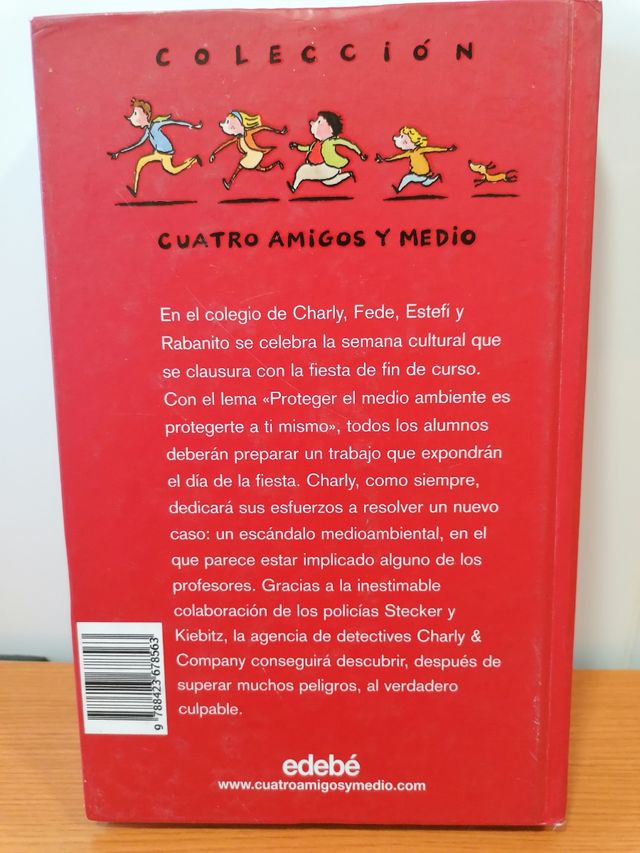 COLECCIÓN
CUATRO AMIGOS Y MEDIO
En el colegio de Charly, Fede, Estefi y
Rabanito se celebra la semana cultural que
se clausura con la fiesta de fin de curso.
Con el lema «Proteger el medio ambiente es
protegerte a ti mismo», todos los alumnos
deberán preparar un trabajo que expondrán
el día de la fiesta. Charly, como siempre,
dedicará sus esfuerzos a resolver un nuevo
caso: un escándalo medioambiental, en el
que parece estar implicado alguno de los
profesores. Gracias a la inestimable
colaboración de los policías Stecker y
Kiebitz, la agencia de detectives Charly &
Company conseguirá descubrir, después de
superar muchos peligros, al verdadero
culpable.
9 788423 678563
edebé
www.cuatroamigosymedio.com